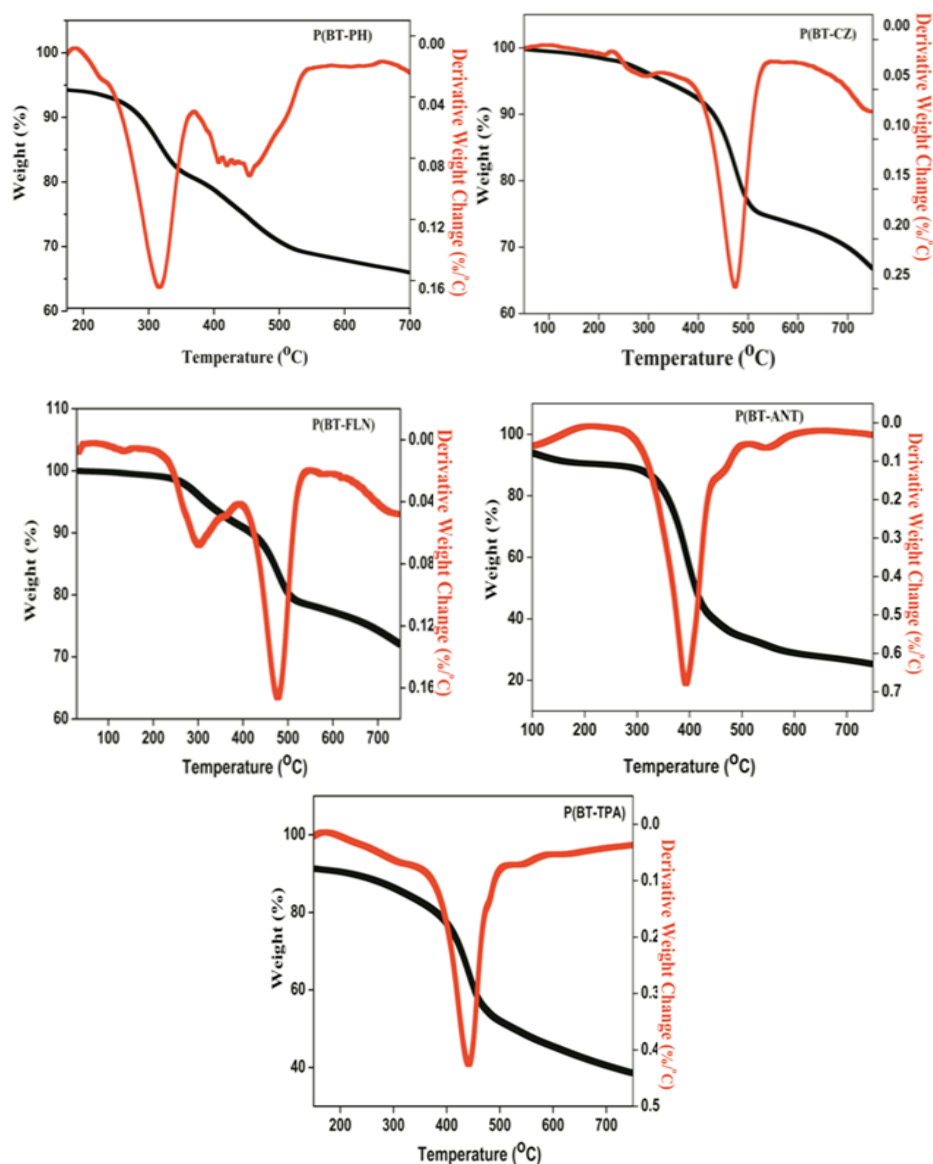 P(BT-PH)
100
90
80
70
60
Weight (%)
200 300 400 500 600 700
Temperature (°C)
0.00
0.04
0.08
0.12
0.16
Derivative Weight Change (%/°C)
P(BT-CZ)
100
90
80
70
60
Weight (%)
100 200 300 400 500 600 700
Temperature (°C)
0.00
0.05
0.10
0.15
0.20
0.25
Derivative Weight Change (%/°C)
P(BT-FLN)
110
100
90
80
70
60
Weight (%)
100 200 300 400 500 600 700
Temperature (°C)
0.00
0.04
0.08
0.12
0.16
Derivative Weight Change (%/°C)
P(BT-ANT)
100
80
60
40
20
Weight (%)
100 200 300 400 500 600 700
Temperature (°C)
0.0
0.1
0.2
0.3
0.4
0.5
0.6
0.7
Derivative Weight Change (%/°C)
P(BT-TPA)
100
80
60
40
Weight (%)
200 300 400 500 600 700
Temperature (°C)
0.0
0.1
0.2
0.3
0.4
0.5
Derivative Weight Change (%/°C)